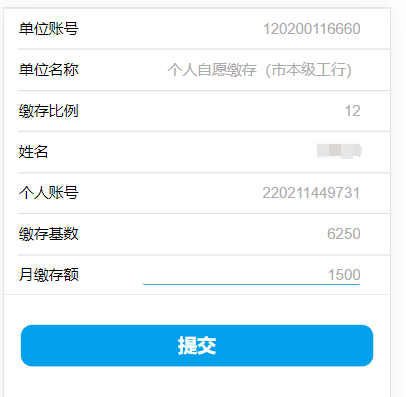 单位账号 120200116660
单位名称 个人自愿缴存（市本级工行）
缴存比例 12
姓名
个人账号 220211449731
缴存基数 6250
月缴存额 1500
提交